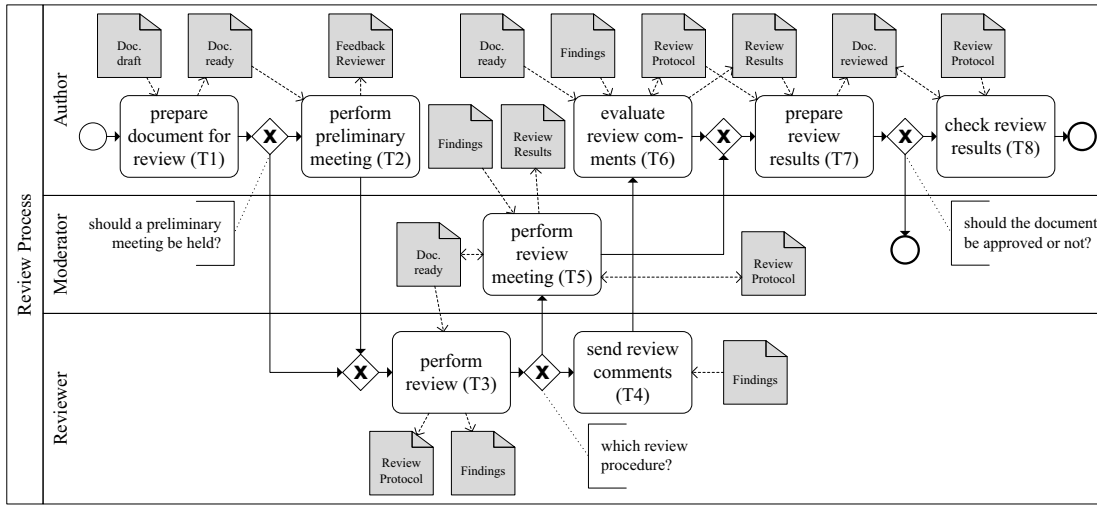 Review Process
Author
Doc.
draft
Doc.
ready
Feedback
Reviewer
Doc.
ready
Findings
Review
Protocol
Review
Results
Doc.
reviewed
Review
Protocol
prepare
document for
review (T1)
X
perform
preliminary
meeting (T2)
Findings
Review
Results
evaluate
review com-
ments (T6)
X
prepare
review
results (T7)
X
check review
results (T8)
Moderator
should a preliminary
meeting be held?
Doc.
ready
perform
review
meeting (T5)
Review
Protocol
should the document
be approved or not?
Reviewer
X
perform
review (T3)
X
send review
comments
(T4)
Findings
Review
Protocol
Findings
which review
procedure?